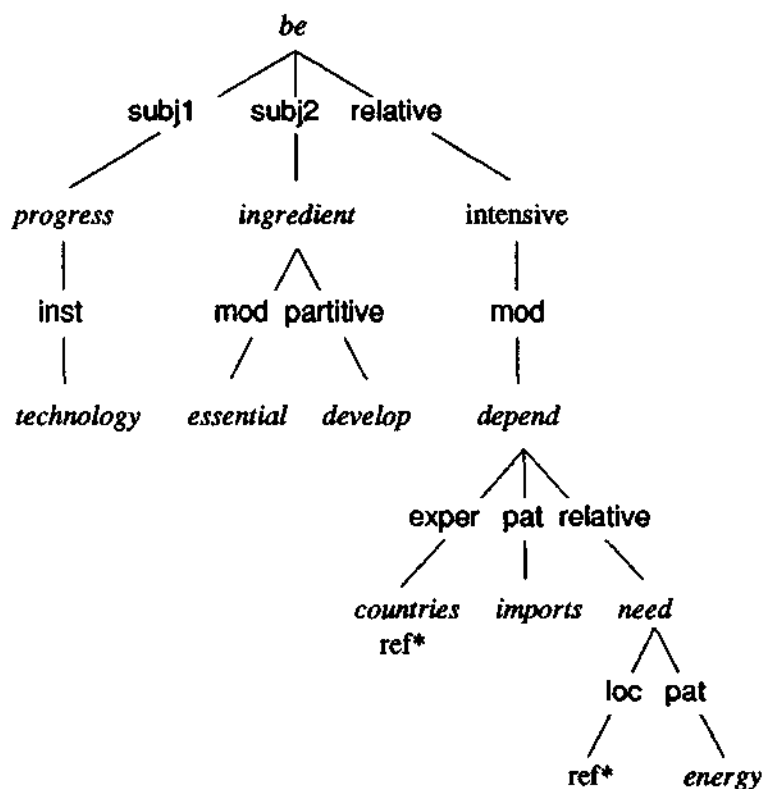 be
subj1 subj2 relative
progress ingredient intensive
inst mod partitive mod
technology essential develop depend
exper pat relative
countries imports need
ref*
loc pat
ref* energy